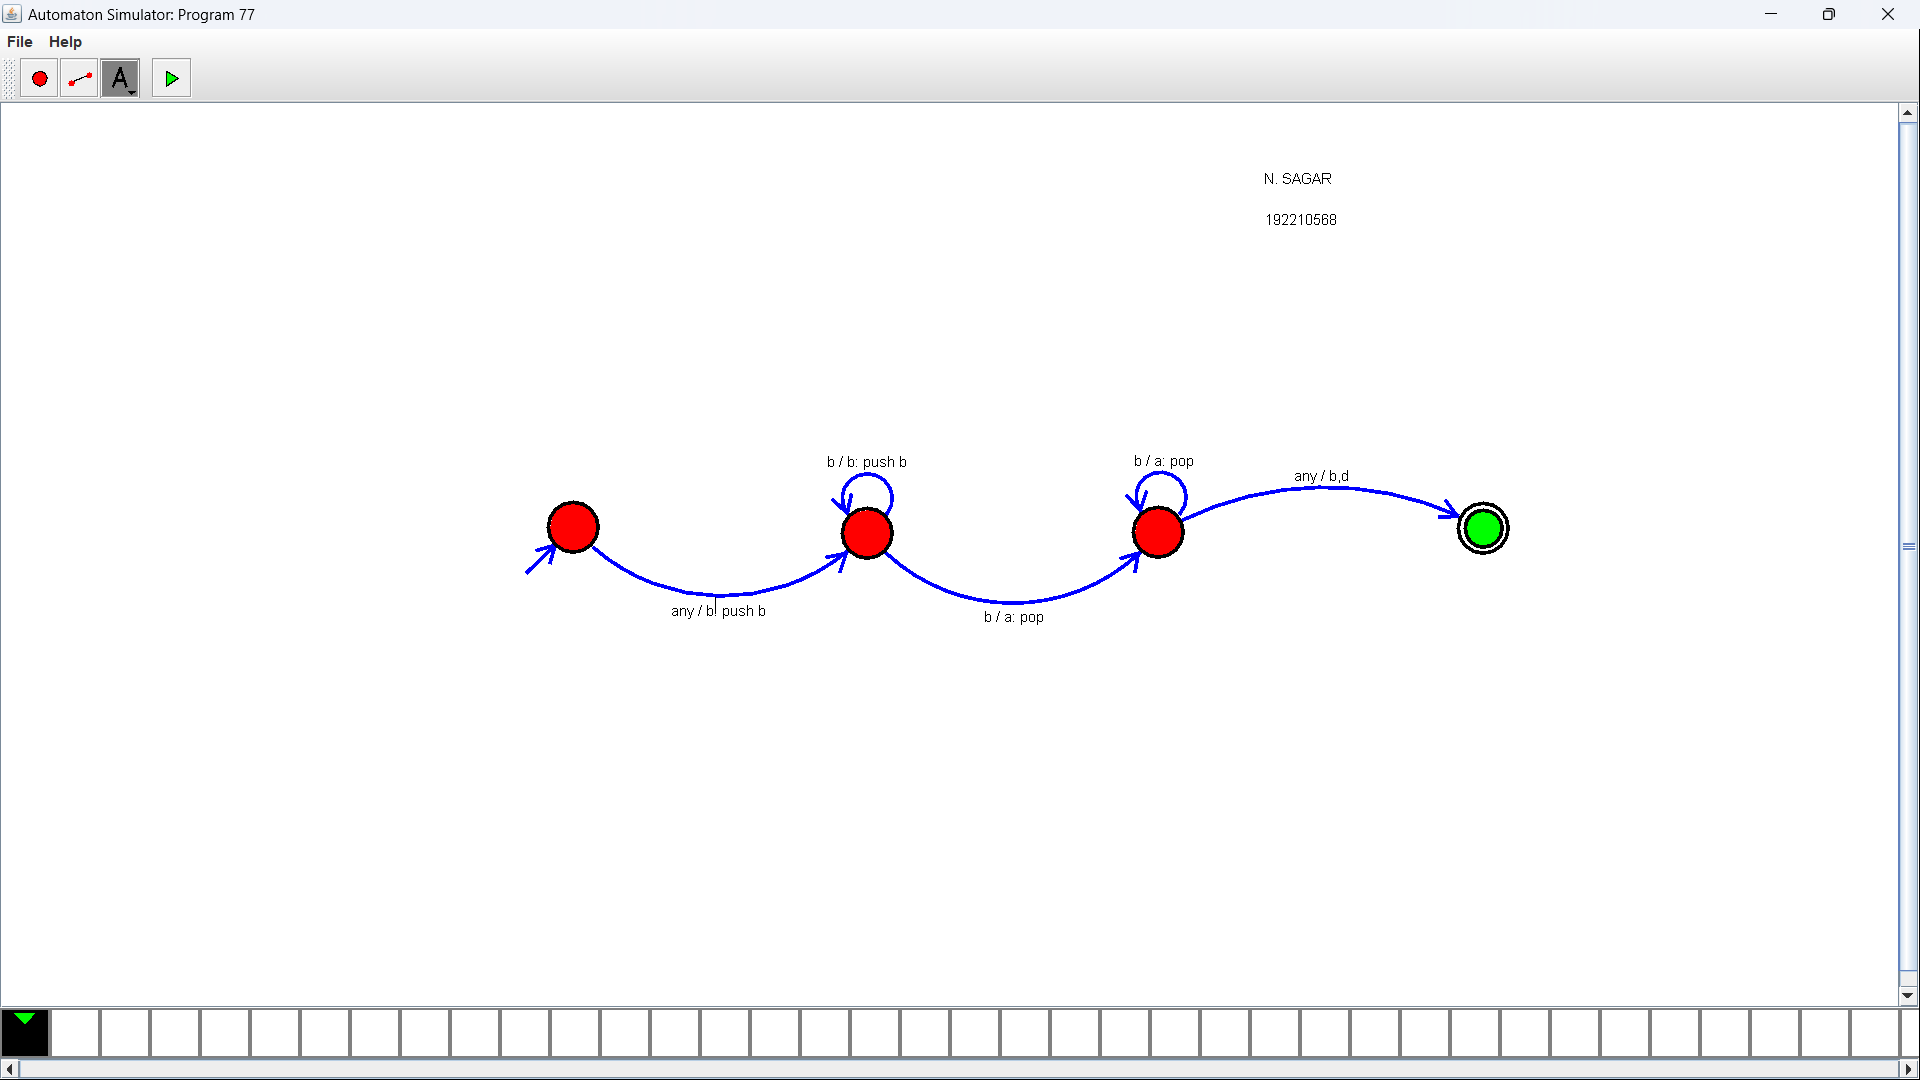 Automaton Simulator: Program 77
File Help
A
N. SAGAR
192210568
b / b: push b
b / a: pop
any / b,d
any / b: push b
b / a: pop